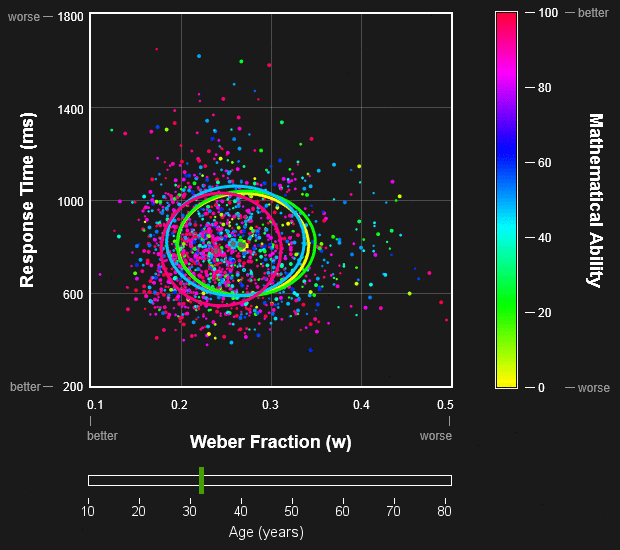 worse — 1800
1400
1000
600
better — 200
Response Time (ms)
0.1 0.2 0.3 0.4 0.5
better worse
Weber Fraction (w)
10 20 30 40 50 60 70 80
Age (years)
100 — better
80
60
40
20
0 — worse
Mathematical Ability